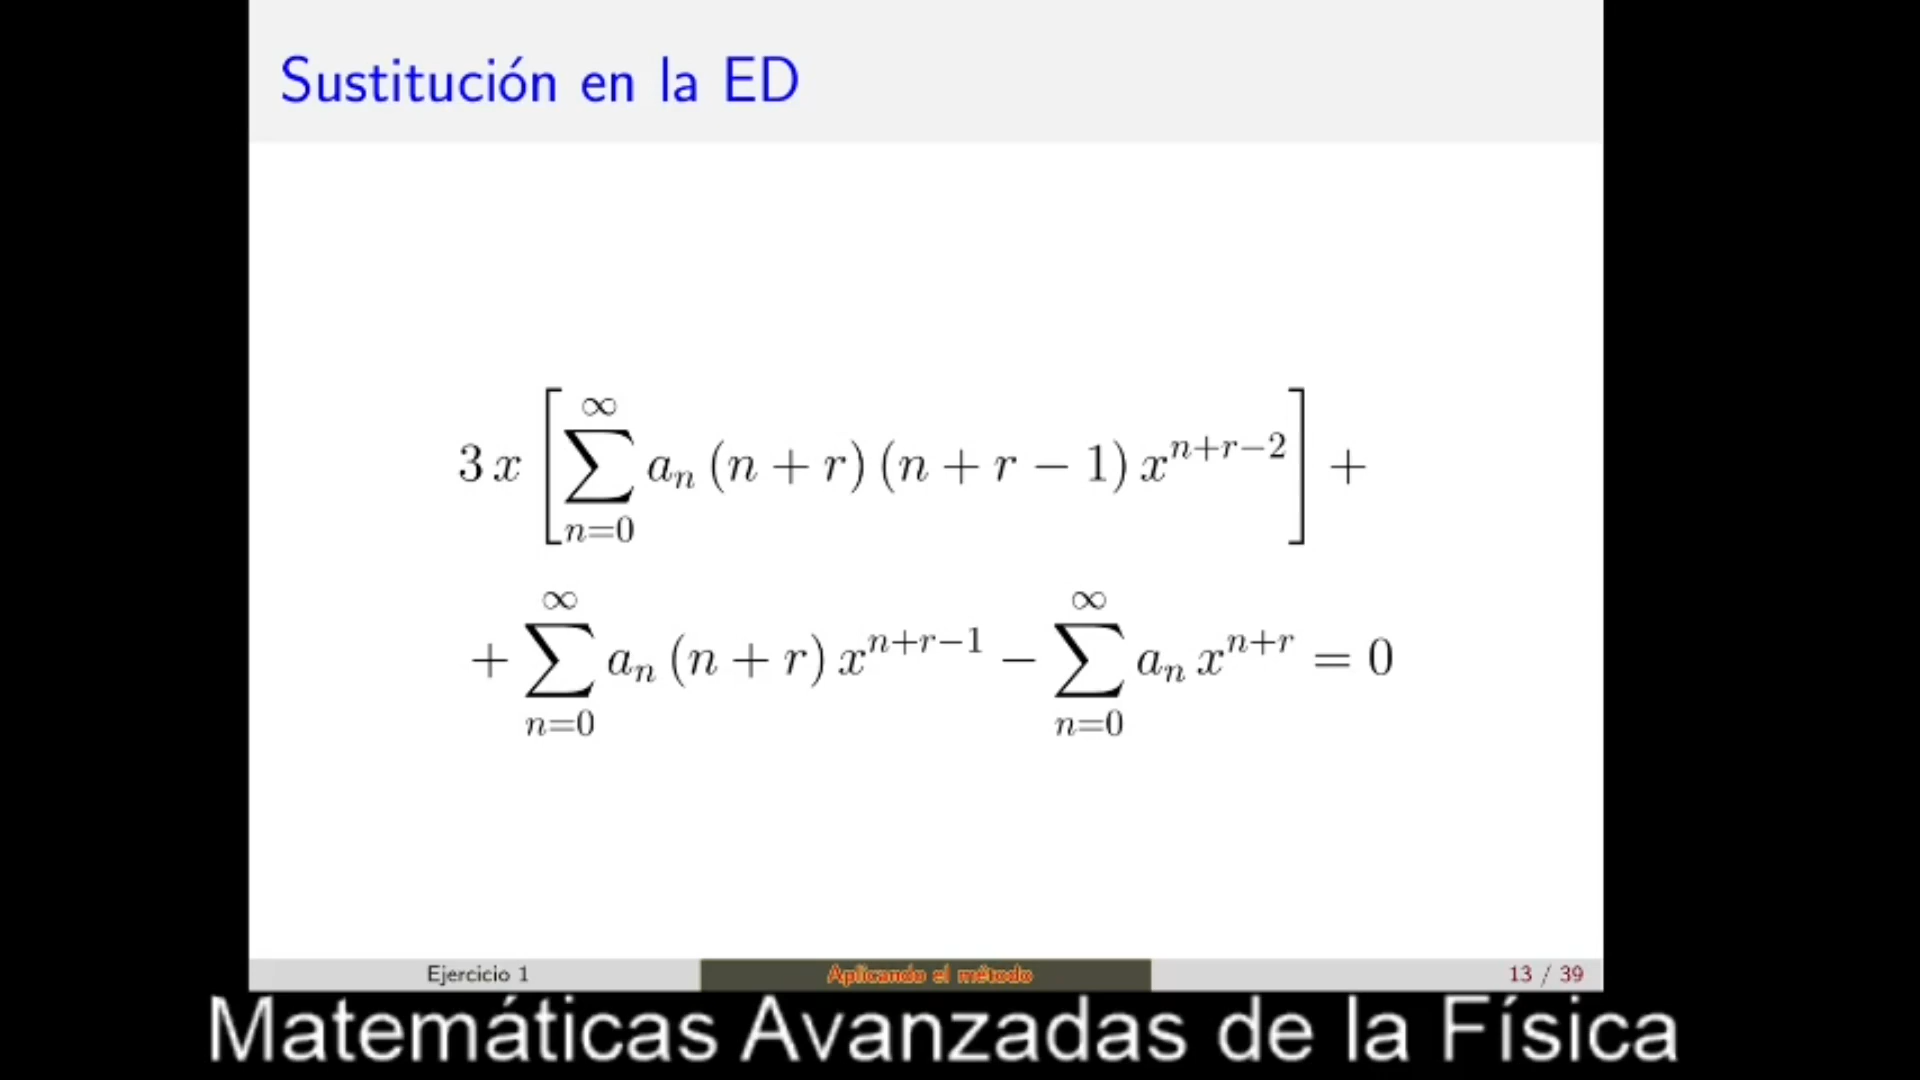 Sustitución en la ED
3 x [ ∑_{n=0}^{∞} a_n (n + r) (n + r − 1) x^{n+r−2} ] +
+ ∑_{n=0}^{∞} a_n (n + r) x^{n+r−1} − ∑_{n=0}^{∞} a_n x^{n+r} = 0
Ejercicio 1 Aplicando el método 13 / 39
Matemáticas Avanzadas de la Física